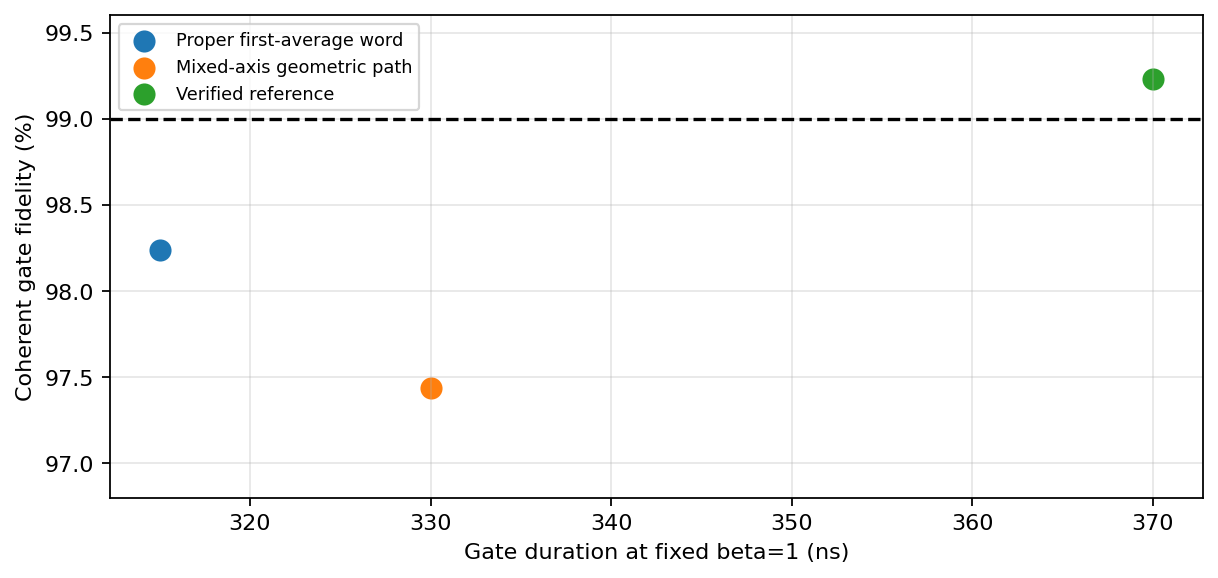 99.5
99.0
98.5
98.0
97.5
97.0
Coherent gate fidelity (%)
Proper first-average word
Mixed-axis geometric path
Verified reference
320
330
340
350
360
370
Gate duration at fixed beta=1 (ns)